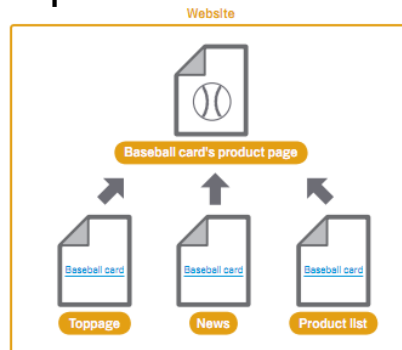 Website
Baseball card's product page
Baseball card
Baseball card
Baseball card
Toppage
News
Product list